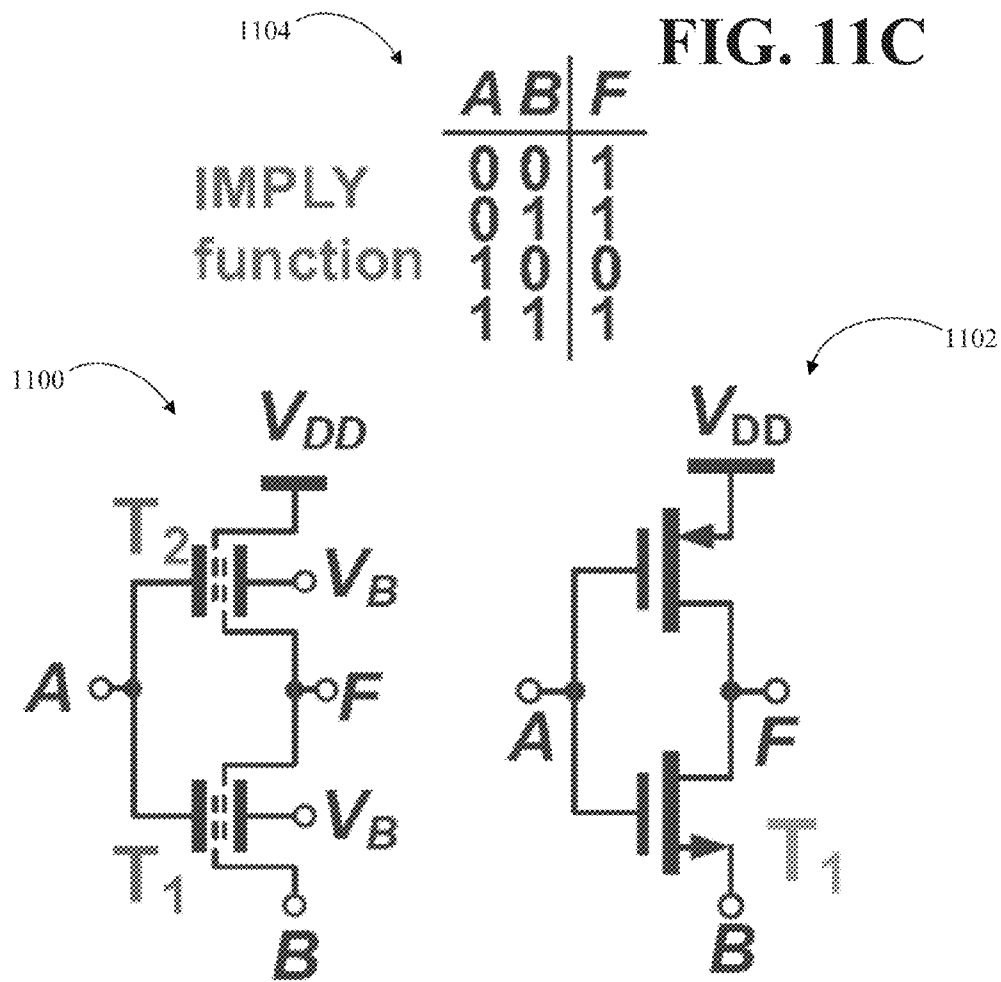 1104
FIG. 11C
A B F
0 0 1
IMPLY
0 1 1
function
1 0 0
1 1 1
1102
1100
VDD
VDD
T2
VB
A
F
A
F
VB
T1
T1
B
B